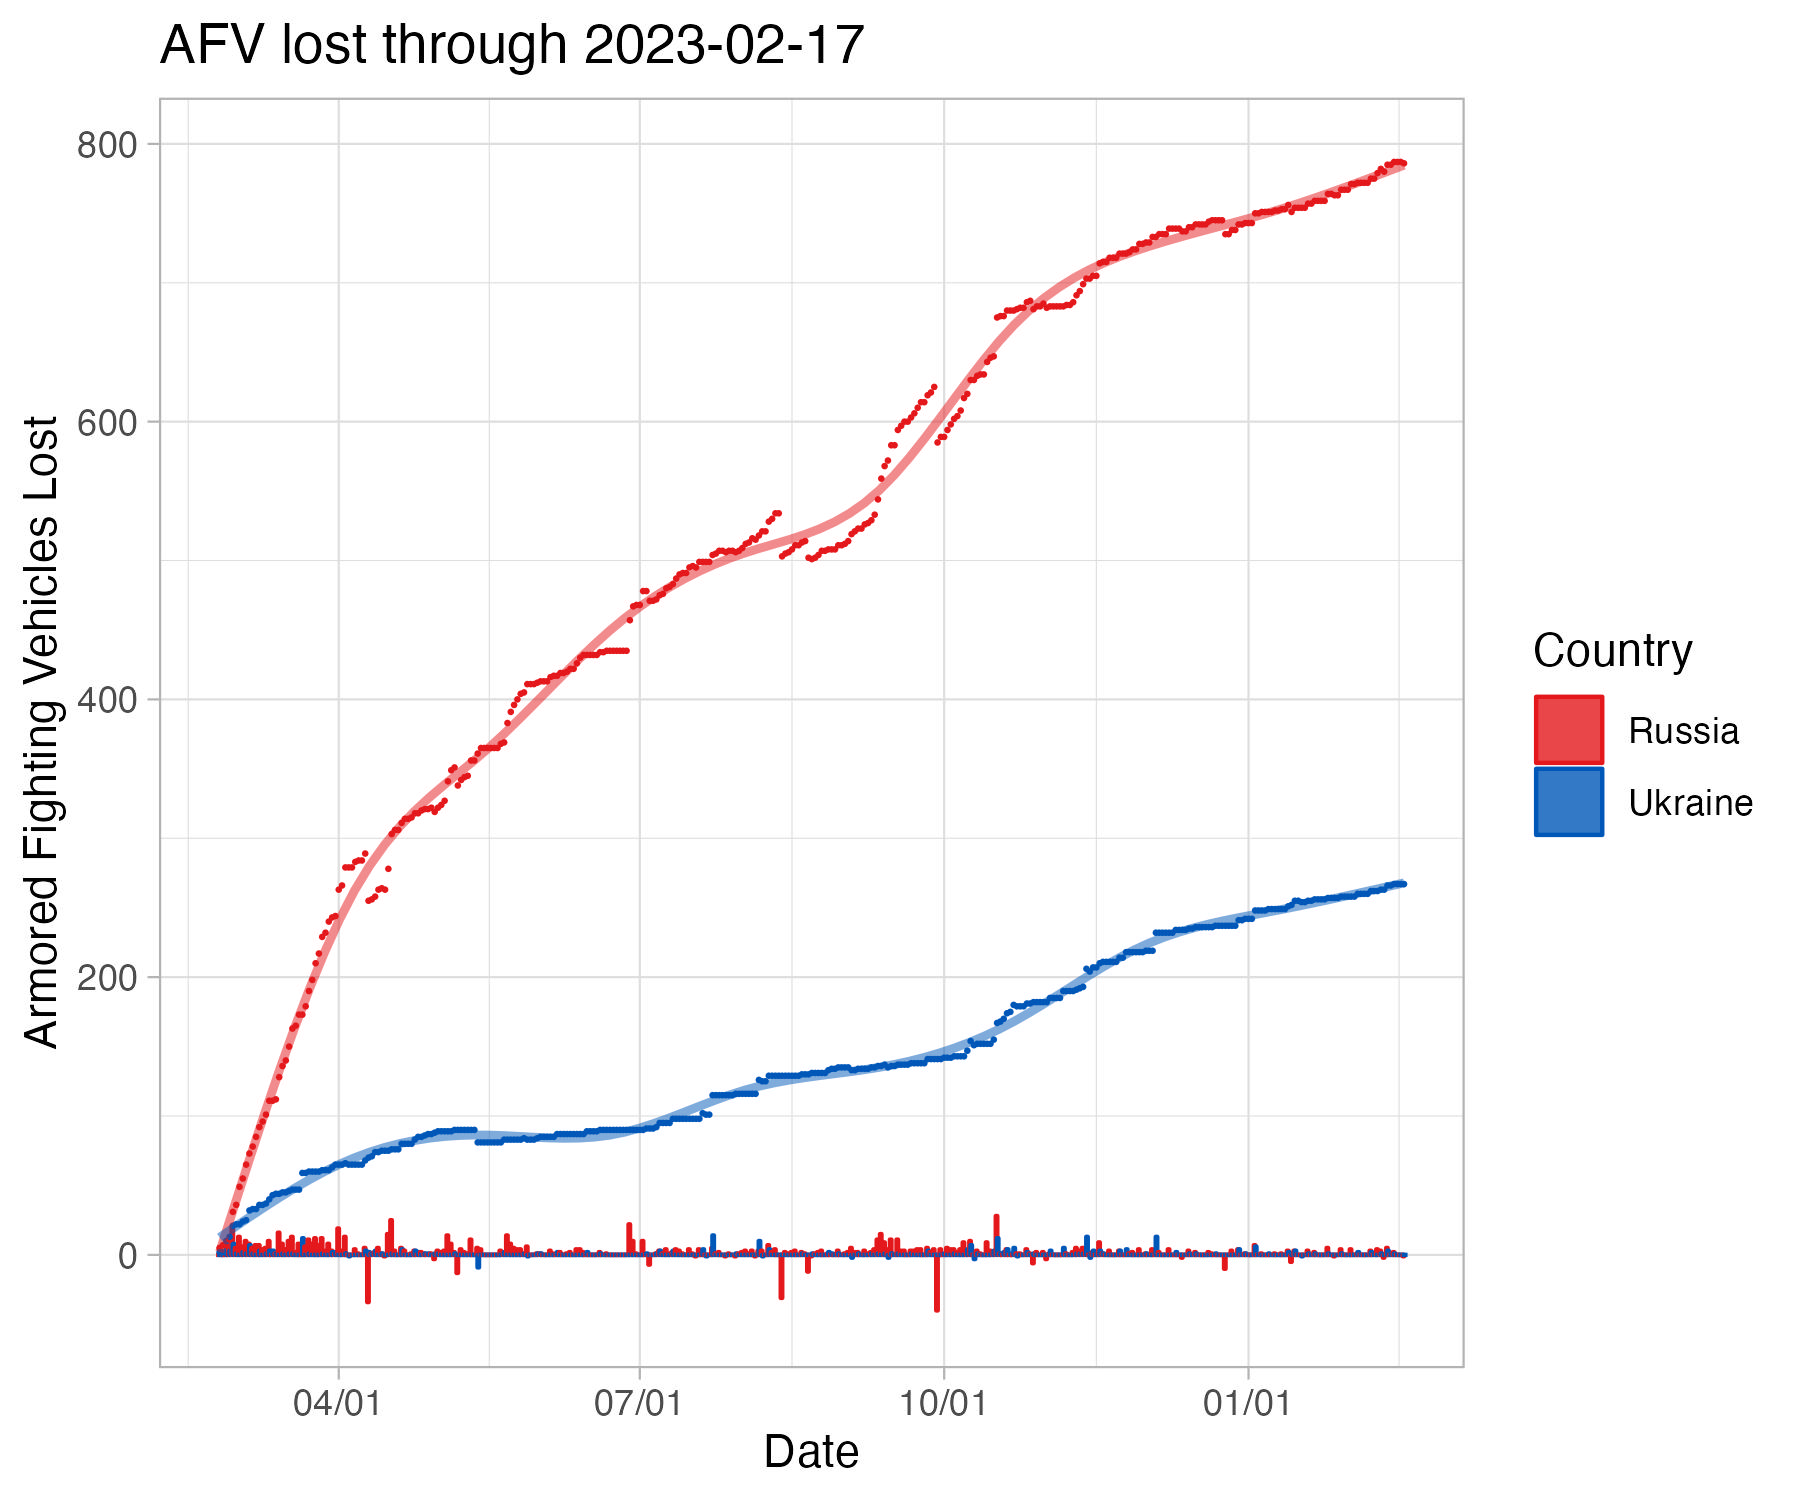 AFV lost through 2023-02-17
Armored Fighting Vehicles Lost
800
600
400
200
0
04/01
07/01
10/01
01/01
Date
Country
Russia
Ukraine